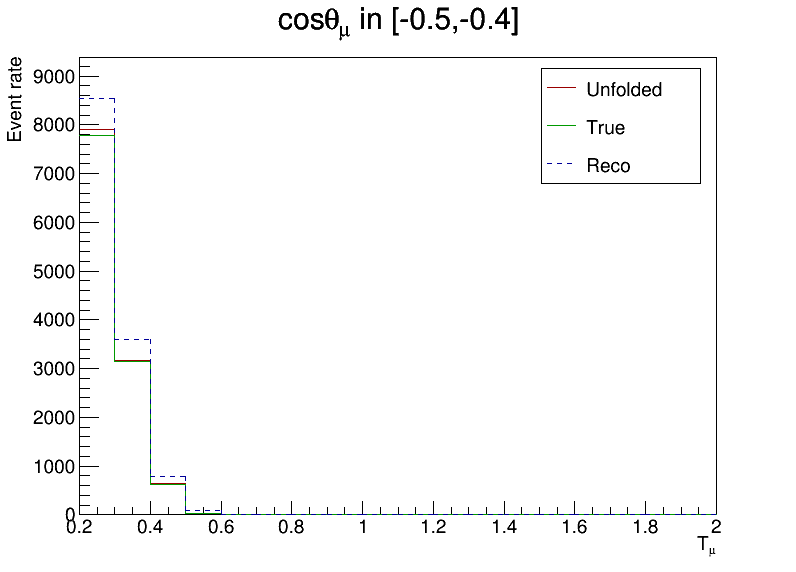 cosθμ in [-0.5,-0.4]
Event rate
9000
8000
7000
6000
5000
4000
3000
2000
1000
0
Unfolded
True
Reco
0.2 0.4 0.6 0.8 1 1.2 1.4 1.6 1.8 2
Tμ